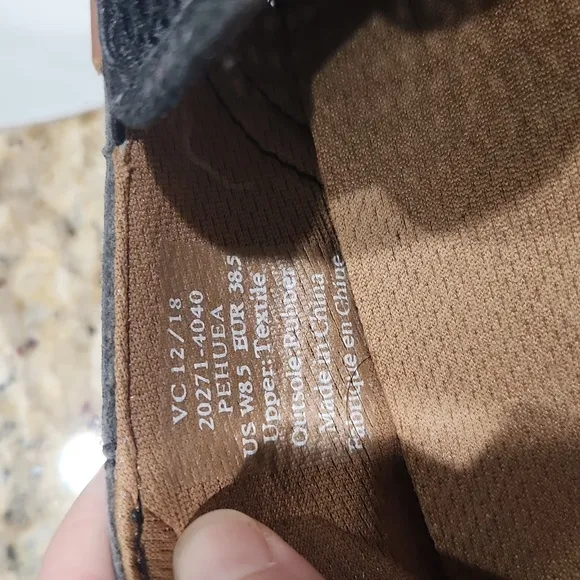 VC 12/18
20271-4040
PEHUEA
US W8.5 EUR 38.5
Upper: Textile
Outsole: Rubber
Made in China
Fabriqué en Chine